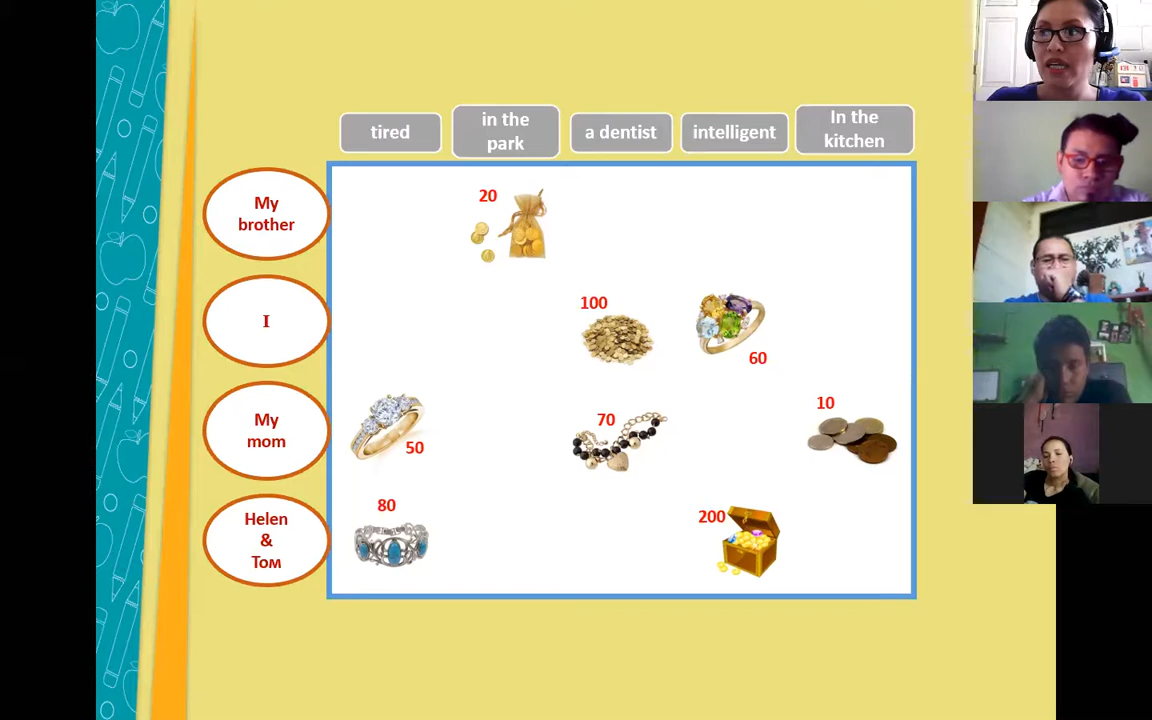 tired
in the
park
a dentist
intelligent
In the
kitchen
My
brother
20
I
100
60
My
mom
50
70
10
Helen
&
Tom
80
200